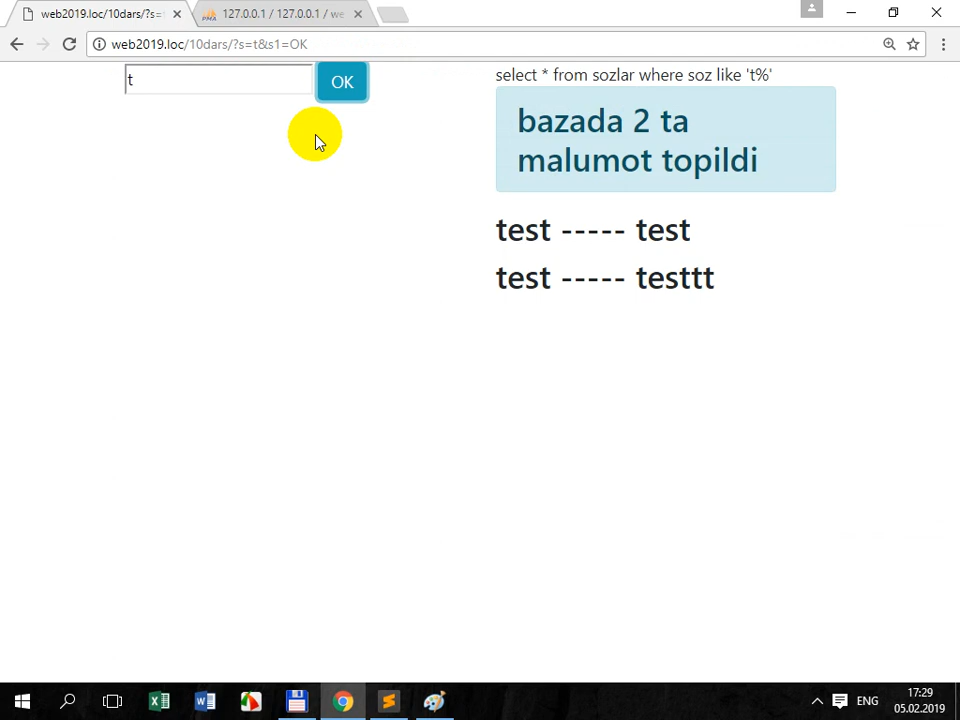 web2019.loc/10dars/?s=
127.0.0.1 / 127.0.0.1 / we
web2019.loc/10dars/?s=t&s1=OK
t
OK
select * from sozlar where soz like 't%'
bazada 2 ta
malumot topildi
test ----- test
test ----- testtt
ENG
17:29
05.02.2019